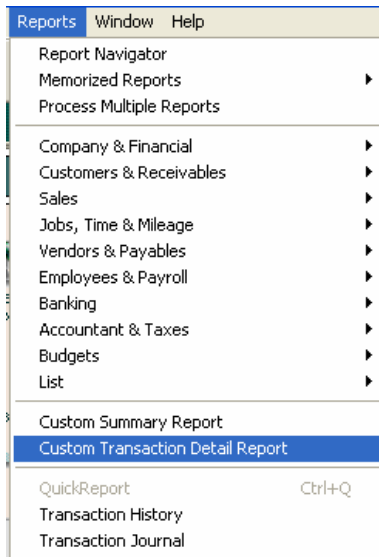 Reports Window Help
Report Navigator
Memorized Reports
Process Multiple Reports
Company & Financial
Customers & Receivables
Sales
Jobs, Time & Mileage
Vendors & Payables
Employees & Payroll
Banking
Accountant & Taxes
Budgets
List
Custom Summary Report
Custom Transaction Detail Report
QuickReport Ctrl+Q
Transaction History
Transaction Journal